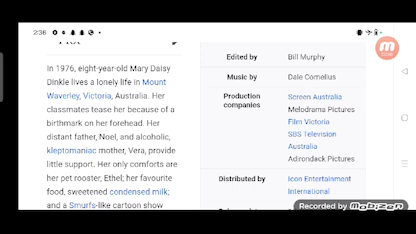 2:36
In 1976, eight-year-old Mary Daisy
Dinkle lives a lonely life in Mount
Waverley, Victoria, Australia. Her
classmates tease her because of a
birthmark on her forehead. Her
distant father, Noel, and alcoholic,
kleptomaniac mother, Vera, provide
little support. Her only comforts are
her pet rooster, Ethel; her favourite
food, sweetened condensed milk;
and a Smurfs-like cartoon show
Edited by Bill Murphy
Music by Dale Cornelius
Production Screen Australia
companies Melodrama Pictures
Film Victoria
SBS Television
Australia
Adirondack Pictures
Distributed by Icon Entertainment
International
Recorded by Mobizen